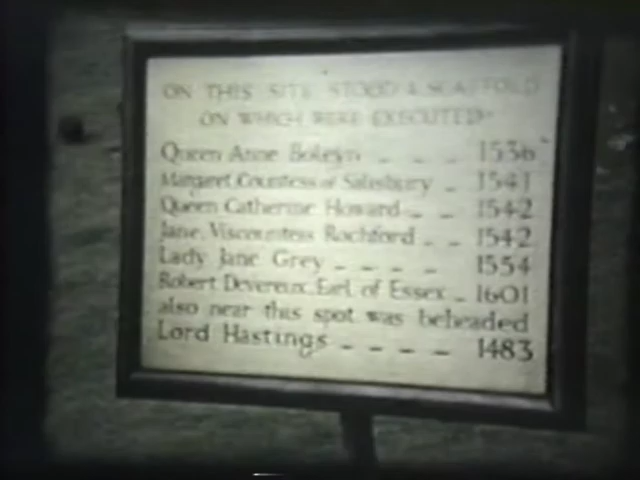 ON THIS SITE STOOD A SCAFFOLD
ON WHICH WERE EXECUTED:
Queen Anne Boleyn - - - 1536
Margaret Countess of Salisbury - 1541
Queen Catherine Howard - - 1542
Jane, Viscountess Rochford - - 1542
Lady Jane Grey - - - - 1554
Robert Devereux, Earl of Essex - 1601
also near this spot was beheaded
Lord Hastings - - - - 1483